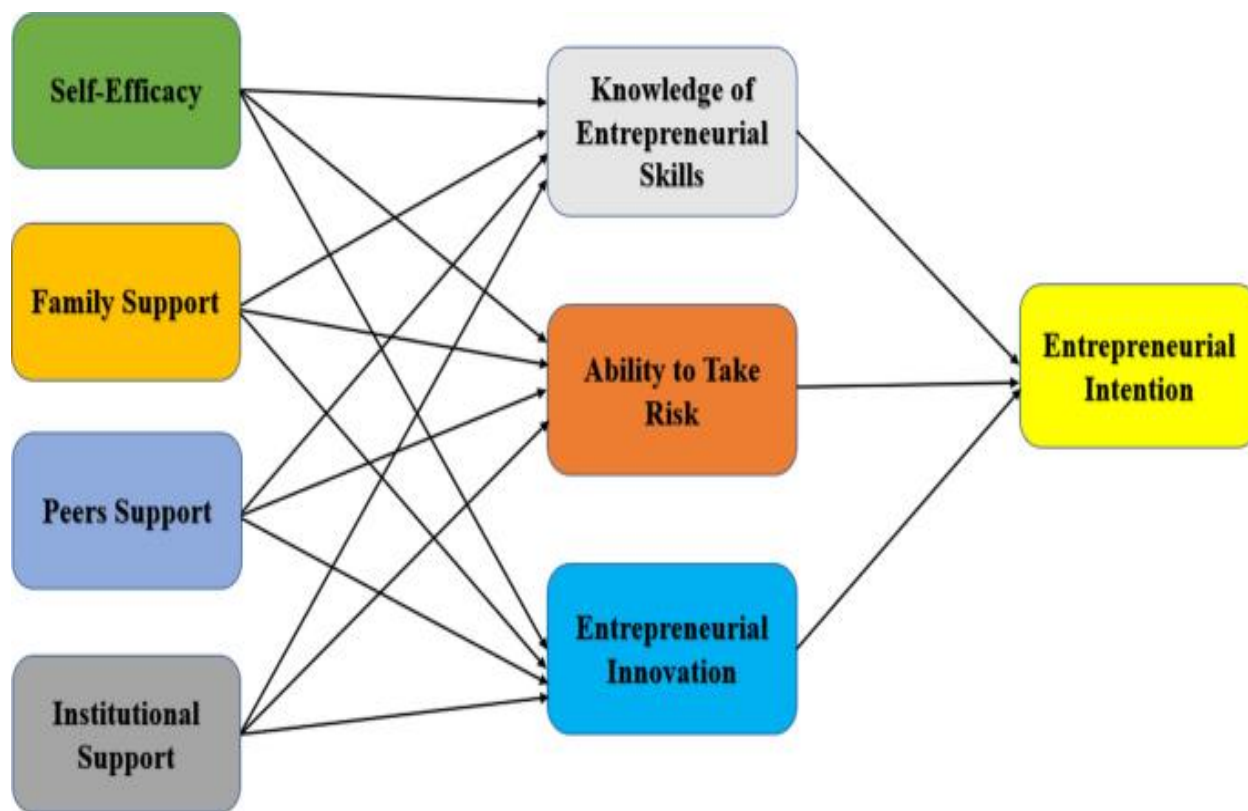 Self-Efficacy
Family Support
Peers Support
Institutional
Support
Knowledge of
Entrepreneurial
Skills
Ability to Take
Risk
Entrepreneurial
Innovation
Entrepreneurial
Intention